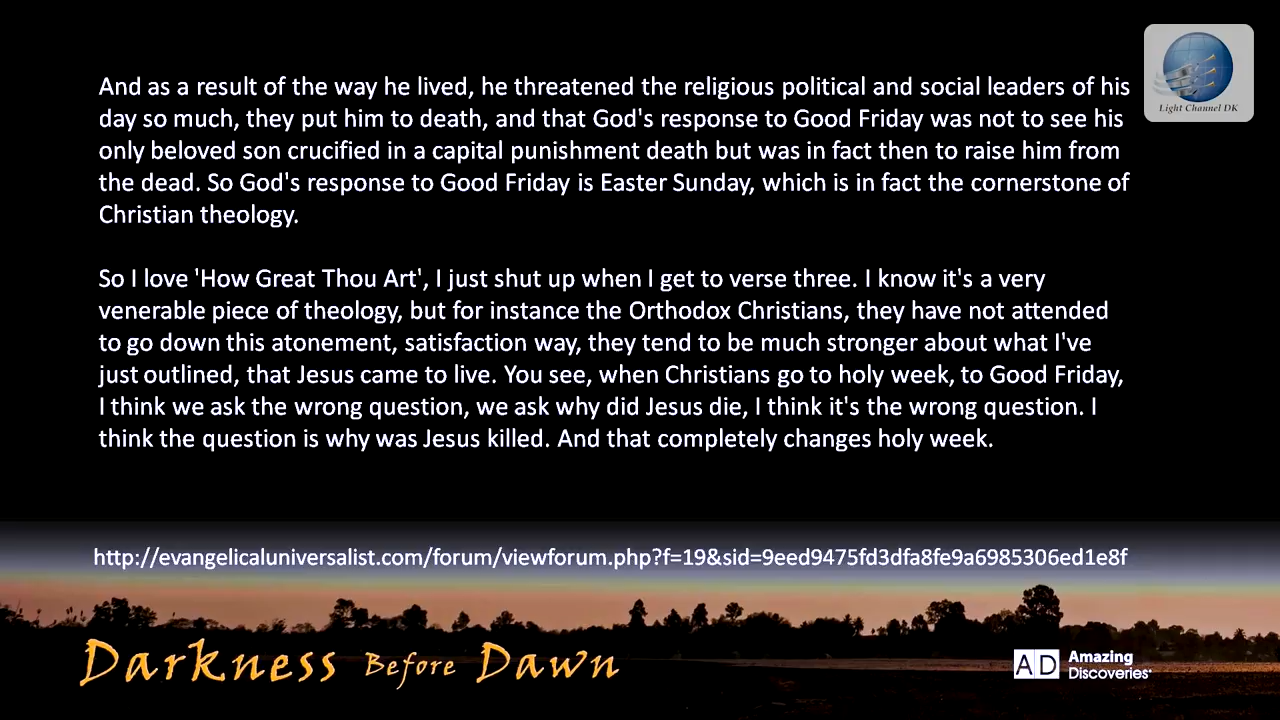 Light Channel DK
And as a result of the way he lived, he threatened the religious political and social leaders of his
day so much, they put him to death, and that God's response to Good Friday was not to see his
only beloved son crucified in a capital punishment death but was in fact then to raise him from
the dead. So God's response to Good Friday is Easter Sunday, which is in fact the cornerstone of
Christian theology.
So I love 'How Great Thou Art', I just shut up when I get to verse three. I know it's a very
venerable piece of theology, but for instance the Orthodox Christians, they have not attended
to go down this atonement, satisfaction way, they tend to be much stronger about what I've
just outlined, that Jesus came to live. You see, when Christians go to holy week, to Good Friday,
I think we ask the wrong question, we ask why did Jesus die, I think it's the wrong question. I
think the question is why was Jesus killed. And that completely changes holy week.
http://evangelicaluniversalist.com/forum/viewforum.php?f=19&sid=9eed9475fd3dfa8fe9a6985306ed1e8f
Darkness Before Dawn
AD Amazing
Discoveries